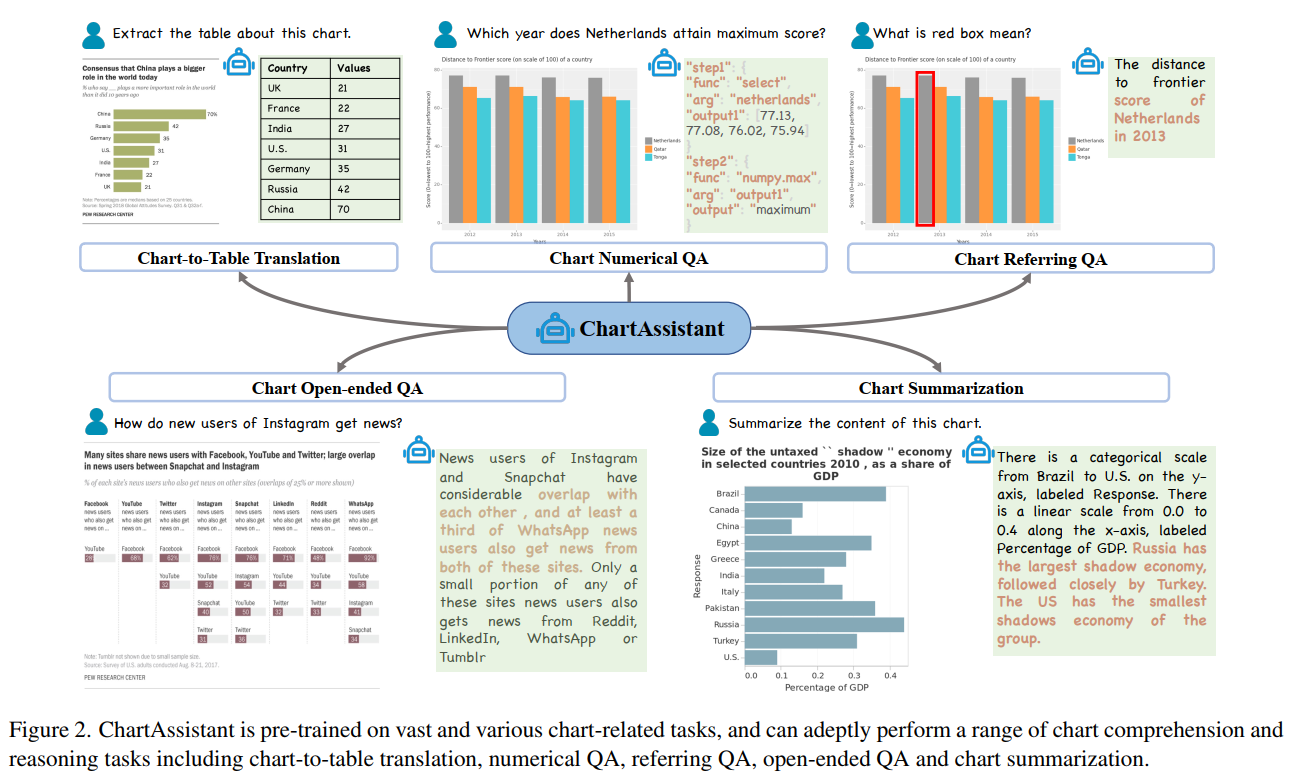 Extract the table about this chart.
Consensus that China plays a bigger
role in the world today
% who say __ plays a more important role in the world
than it did 10 years ago
China 70%
Russia 42
Germany 35
U.S. 31
India 27
France 22
UK 21
Note: Percentages are medians based on 25 countries.
Source: Spring 2018 Global Attitudes Survey. Q31 & Q32a-f.
PEW RESEARCH CENTER
Country Values
UK 21
France 22
India 27
U.S. 31
Germany 35
Russia 42
China 70
Chart-to-Table Translation
Which year does Netherlands attain maximum score?
Distance to Frontier score (on scale of 100) of a country
Score (0=lowest to 100=highest performance)
80
60
40
20
0
2012 2013 2014 2015
Years
Netherlands
Qatar
Tonga
"step1": {
"func": "select",
"arg": "netherlands",
"output1": [77.13,
77.08, 76.02, 75.94]
"step2": {
"func": "numpy.max",
"arg": "output1",
"output": "maximum"
Chart Numerical QA
What is red box mean?
Distance to Frontier score (on scale of 100) of a country
Score (0=lowest to 100=highest performance)
80
60
40
20
0
2012 2013 2014 2015
Years
Netherlands
Qatar
Tonga
The distance
to frontier
score of
Netherlands
in 2013
Chart Referring QA
ChartAssistant
Chart Open-ended QA
How do new users of Instagram get news?
Many sites share news users with Facebook, YouTube and Twitter; large overlap
in news users between Snapchat and Instagram
% of each site's news users who also get news on other sites (overlaps of 25% or more shown)
Facebook YouTube Twitter Instagram Snapchat LinkedIn Reddit WhatsApp
news users news users news users news users news users news users news users news users
who also get who also get who also get who also get who also get who also get who also get who also get
news on ... news on ... news on ... news on ... news on ... news on ... news on ... news on ...
YouTube Facebook Facebook Facebook Facebook Facebook Facebook Facebook
YouTube YouTube Instagram YouTube YouTube YouTube
Snapchat YouTube Twitter Twitter Instagram
Twitter Twitter Snapchat
Note: Tumblr not shown due to small sample size.
Source: Survey of U.S. adults conducted Aug. 8-21, 2017.
PEW RESEARCH CENTER
News users of Instagram
and Snapchat have
considerable overlap with
each other , and at least a
third of WhatsApp news
users also get news from
both of these sites. Only a
small portion of any of
these sites news users also
gets news from Reddit,
LinkedIn, WhatsApp or
Tumblr
Chart Summarization
Summarize the content of this chart.
Size of the untaxed `` shadow '' economy
in selected countries 2010 , as a share of
GDP
Response
Brazil
Canada
China
Egypt
Greece
India
Italy
Pakistan
Russia
Turkey
U.S.
0.0 0.1 0.2 0.3 0.4
Percentage of GDP
There is a categorical scale
from Brazil to U.S. on the y-
axis, labeled Response. There
is a linear scale from 0.0 to
0.4 along the x-axis, labeled
Percentage of GDP. Russia has
the largest shadow economy,
followed closely by Turkey.
The US has the smallest
shadows economy of the
group.
Figure 2. ChartAssistant is pre-trained on vast and various chart-related tasks, and can adeptly perform a range of chart comprehension and
reasoning tasks including chart-to-table translation, numerical QA, referring QA, open-ended QA and chart summarization.